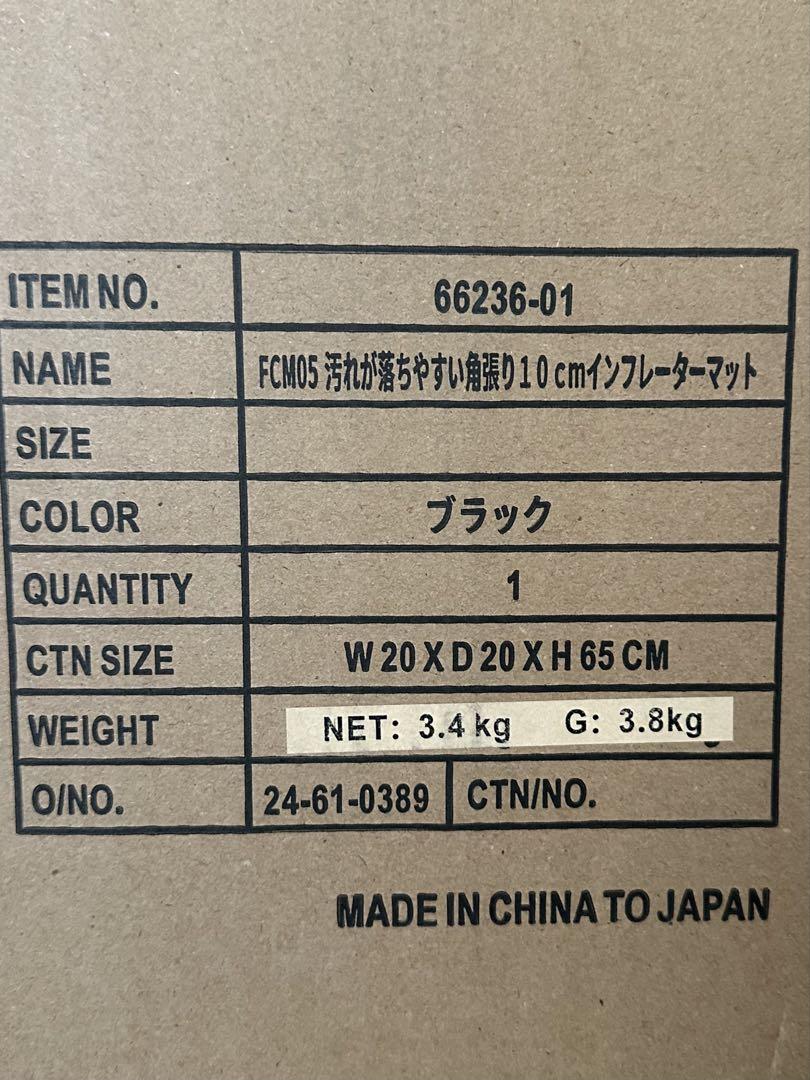 ITEM NO. 66236-01
NAME FCM05 汚れが落ちやすい角張り10cmインフレーターマット
SIZE
COLOR ブラック
QUANTITY 1
CTN SIZE W 20 X D 20 X H 65 CM
WEIGHT NET: 3.4 kg G: 3.8kg
O/NO. 24-61-0389 CTN/NO.
MADE IN CHINA TO JAPAN